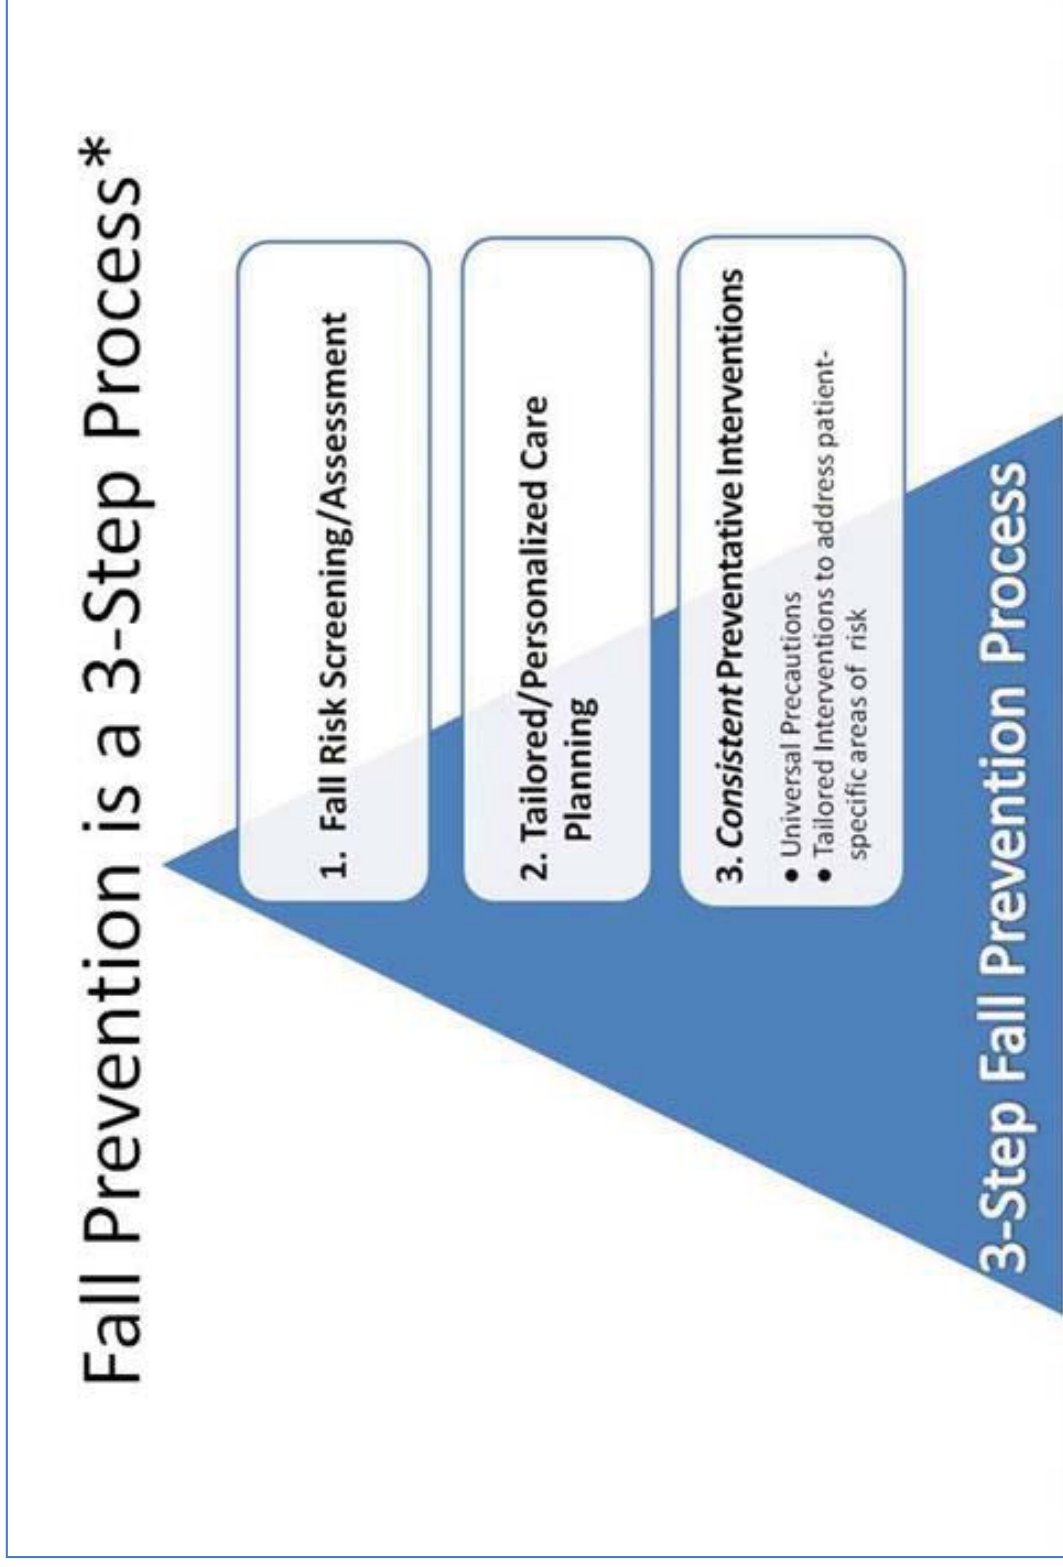 Fall Prevention is a 3-Step Process*
1. Fall Risk Screening/Assessment
2. Tailored/Personalized Care
Planning
3. Consistent Preventative Interventions
● Universal Precautions
● Tailored Interventions to address patient-
specific areas of risk
3-Step Fall Prevention Process